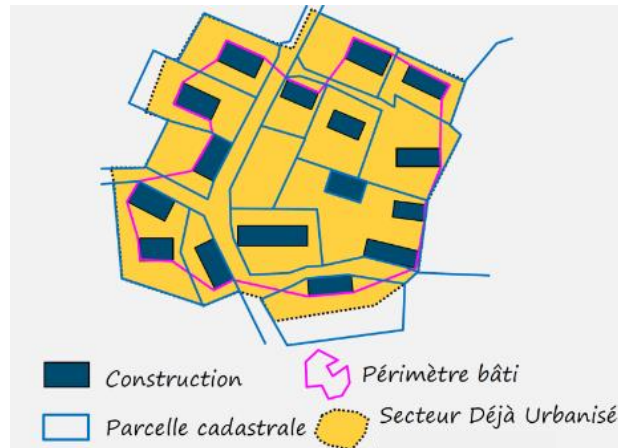 Construction
Périmètre bâti
Parcelle cadastrale
Secteur Déjà Urbanisé